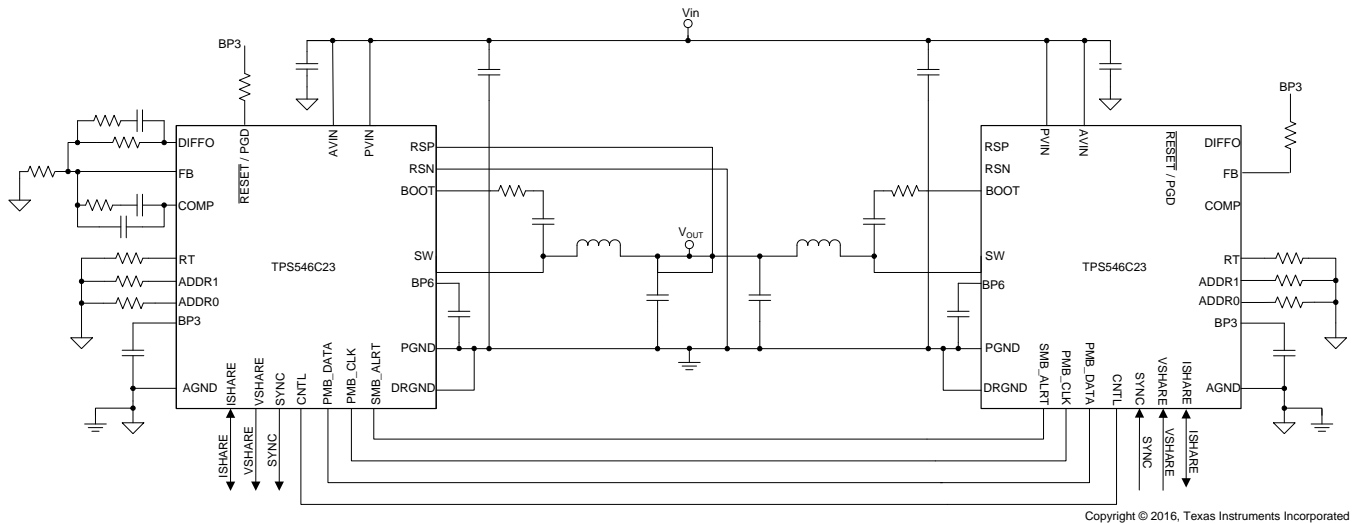 Vin
BP3
BP3
DIFFO
FB
COMP
RT
ADDR1
ADDR0
BP3
AGND
RESET / PGD
AVIN
PVIN
RSP
RSN
BOOT
SW
BP6
PGND
DRGND
TPS546C23
ISHARE
VSHARE
SYNC
CNTL
PMB_DATA
PMB_CLK
SMB_ALRT
ISHARE
VSHARE
SYNC
VOUT
RSP
RSN
BOOT
SW
BP6
PGND
DRGND
PVIN
AVIN
RESET / PGD
DIFFO
FB
COMP
RT
ADDR1
ADDR0
BP3
AGND
TPS546C23
SMB_ALRT
PMB_CLK
PMB_DATA
CNTL
SYNC
VSHARE
ISHARE
SYNC
VSHARE
ISHARE
Copyright © 2016, Texas Instruments Incorporated